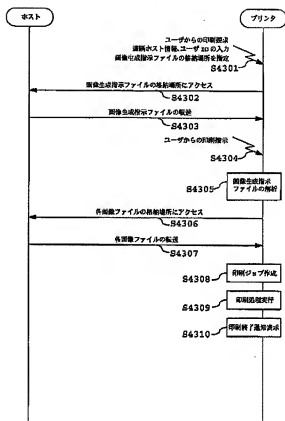 ホスト
プリンタ
ユーザからの印刷要求
遠隔ホスト情報、ユーザIDの入力
画像生成指示ファイルの格納場所を指定
S4301
画像生成指示ファイルの格納場所にアクセス
S4302
画像生成指示ファイルの転送
S4303
ユーザからの印刷指示
S4304
画像生成指示
ファイルの解析
S4305
各画像ファイルの格納場所にアクセス
S4306
各画像ファイルの転送
S4307
印刷ジョブ作成
S4308
印刷処理実行
S4309
印刷終了通知表示
S4310